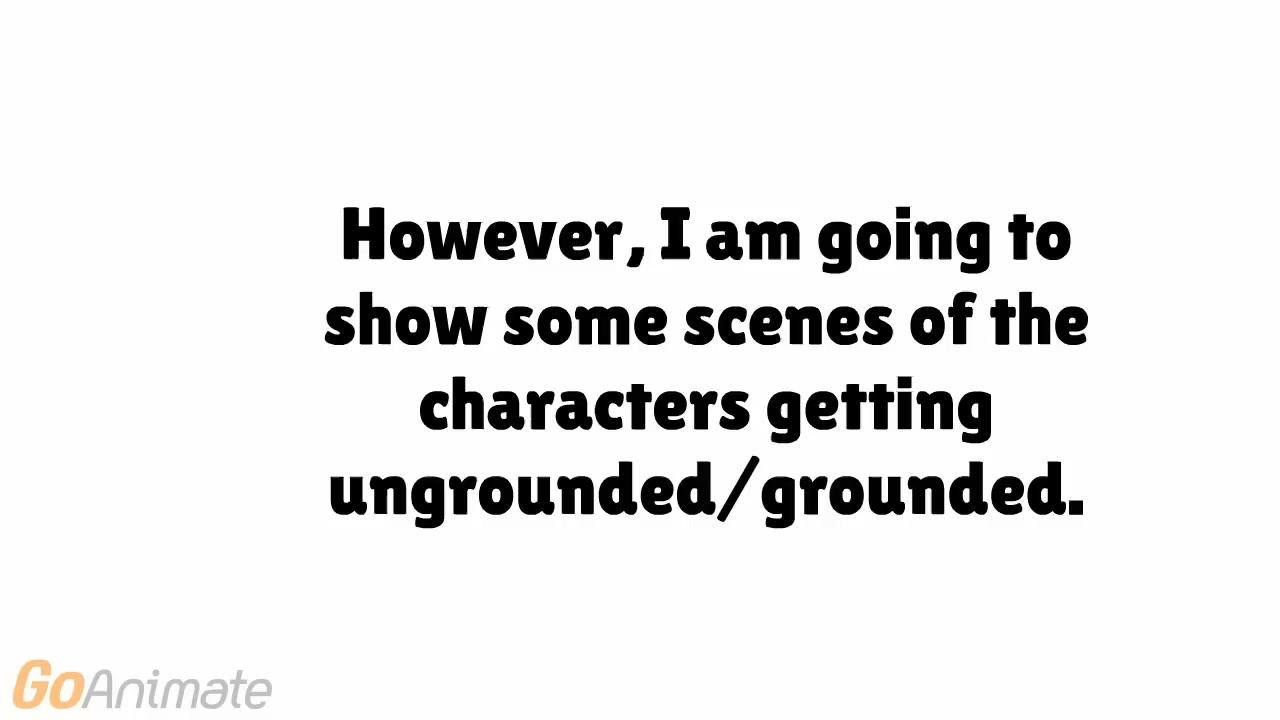 However, I am going to
show some scenes of the
characters getting
ungrounded/grounded.
GoAnimate